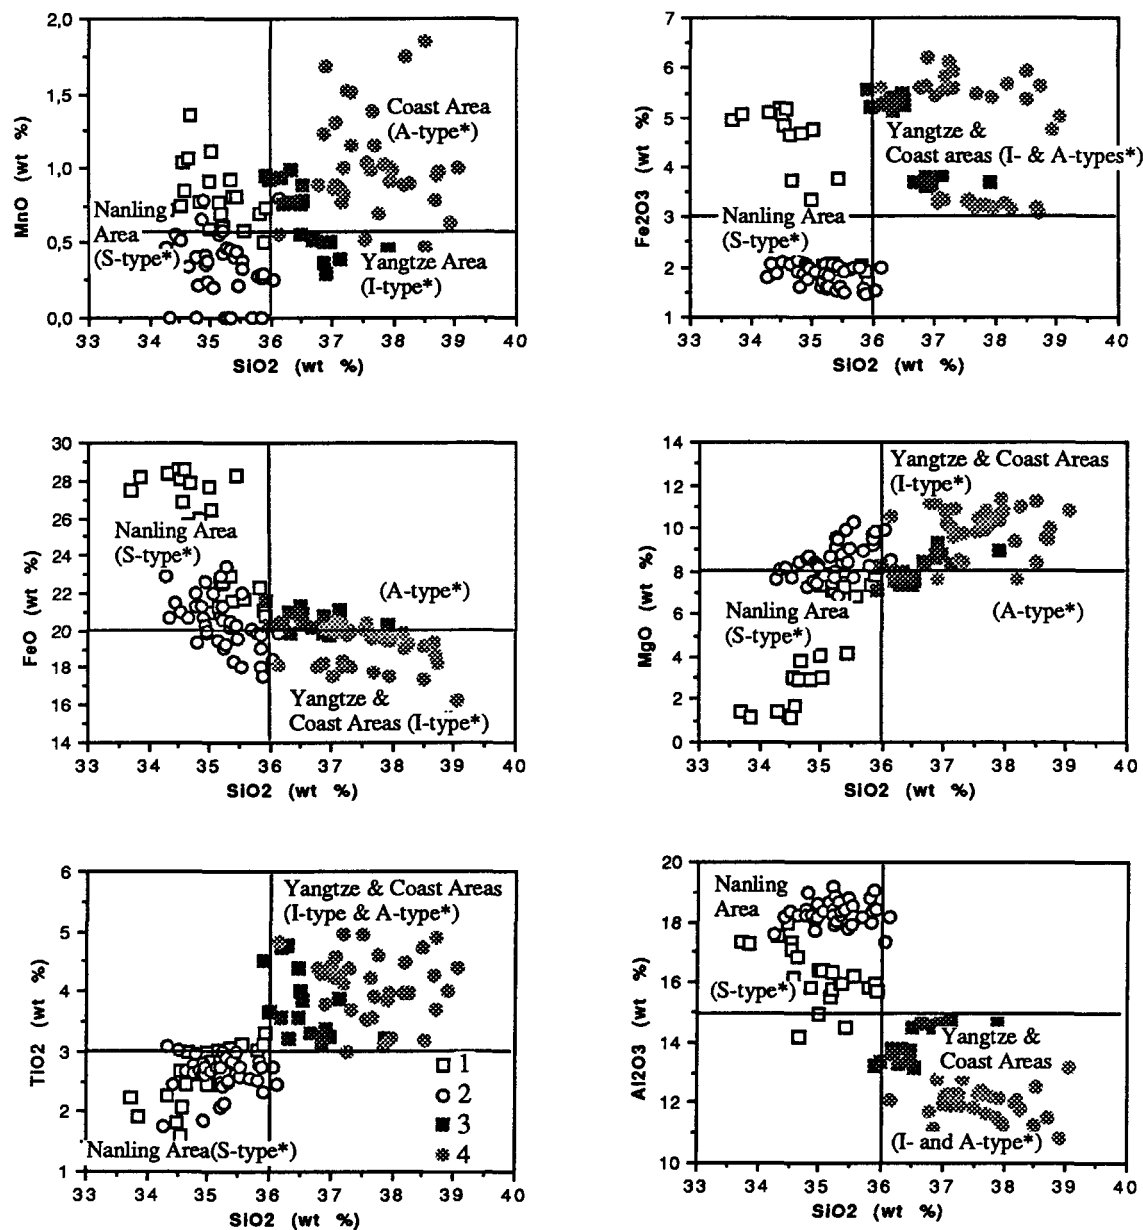 2,0
1,5
1,0
0,5
0,0
MnO (wt %)
Coast Area
(A-type*)
Nanling
Area
(S-type*)
Yangtze Area
(I-type*)
33 34 35 36 37 38 39 40
SiO2 (wt %)
7
6
5
4
3
2
1
Fe2O3 (wt %)
Yangtze &
Coast areas (I- & A-types*)
Nanling Area
(S-type*)
33 34 35 36 37 38 39 40
SiO2 (wt %)
30
28
26
24
22
20
18
16
14
FeO (wt %)
Nanling Area
(S-type*)
(A-type*)
Yangtze &
Coast Areas (I-type*)
33 34 35 36 37 38 39 40
SiO2 (wt %)
14
12
10
8
6
4
2
0
MgO (wt %)
Yangtze & Coast Areas
(I-type*)
Nanling Area
(S-type*)
(A-type*)
33 34 35 36 37 38 39 40
SiO2 (wt %)
6
5
4
3
2
1
TiO2 (wt %)
Yangtze & Coast Areas
(I-type & A-type*)
1
2
3
4
Nanling Area(S-type*)
33 34 35 36 37 38 39 40
SiO2 (wt %)
20
18
16
14
12
10
Al2O3 (wt %)
Nanling
Area
(S-type*)
Yangtze &
Coast Areas
(I- and A-type*)
33 34 35 36 37 38 39 40
SiO2 (wt %)